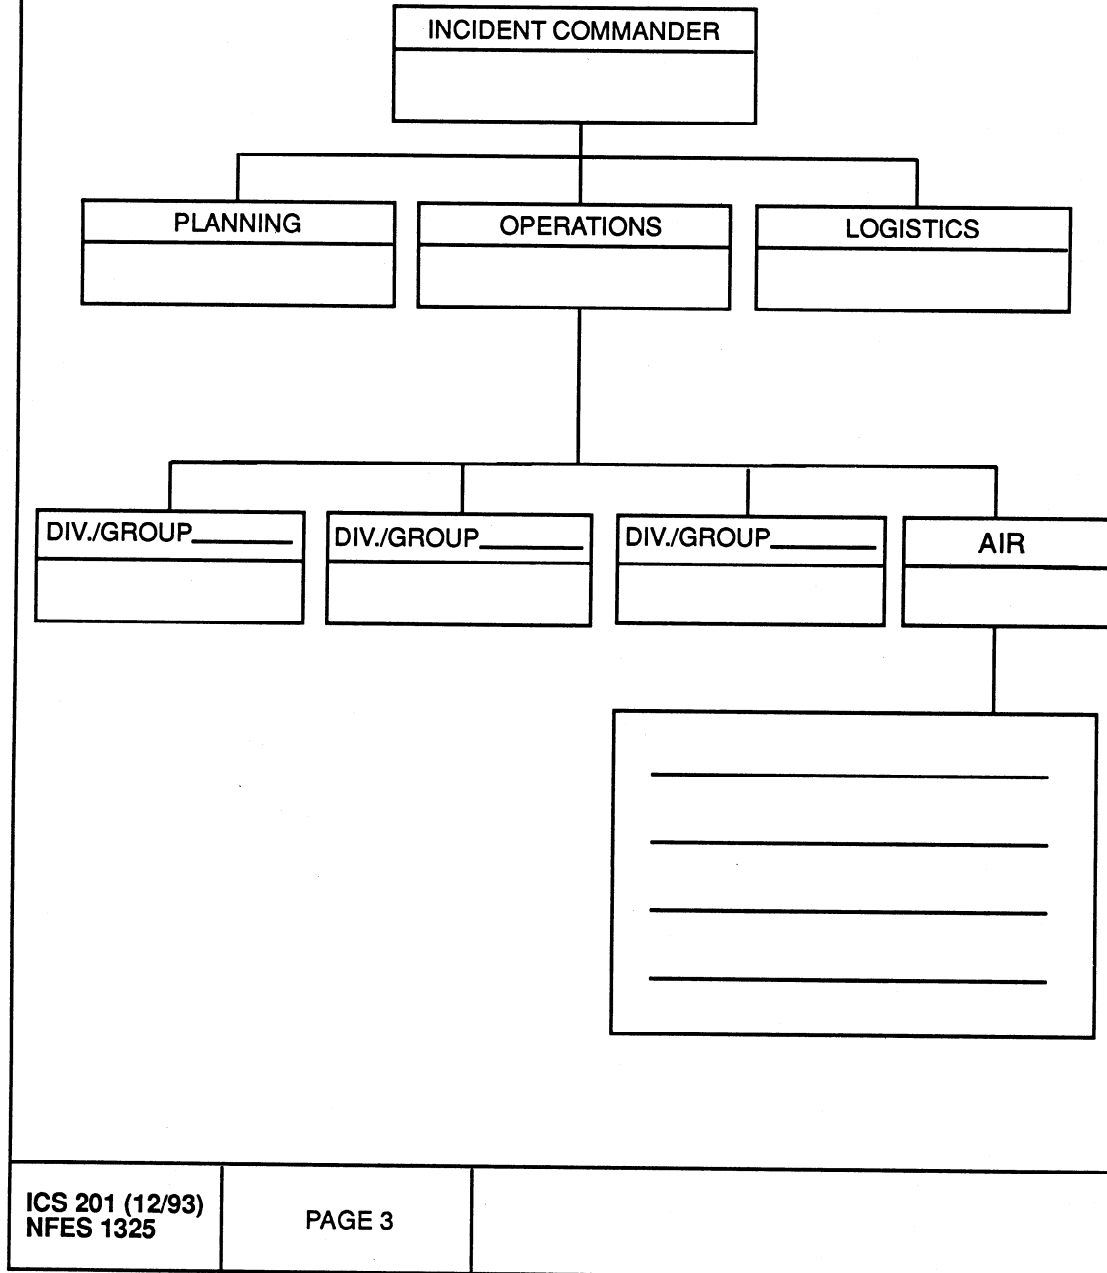 INCIDENT COMMANDER
PLANNING
OPERATIONS
LOGISTICS
DIV./GROUP
DIV./GROUP
DIV./GROUP
AIR
ICS 201 (12/93)
NFES 1325
PAGE 3